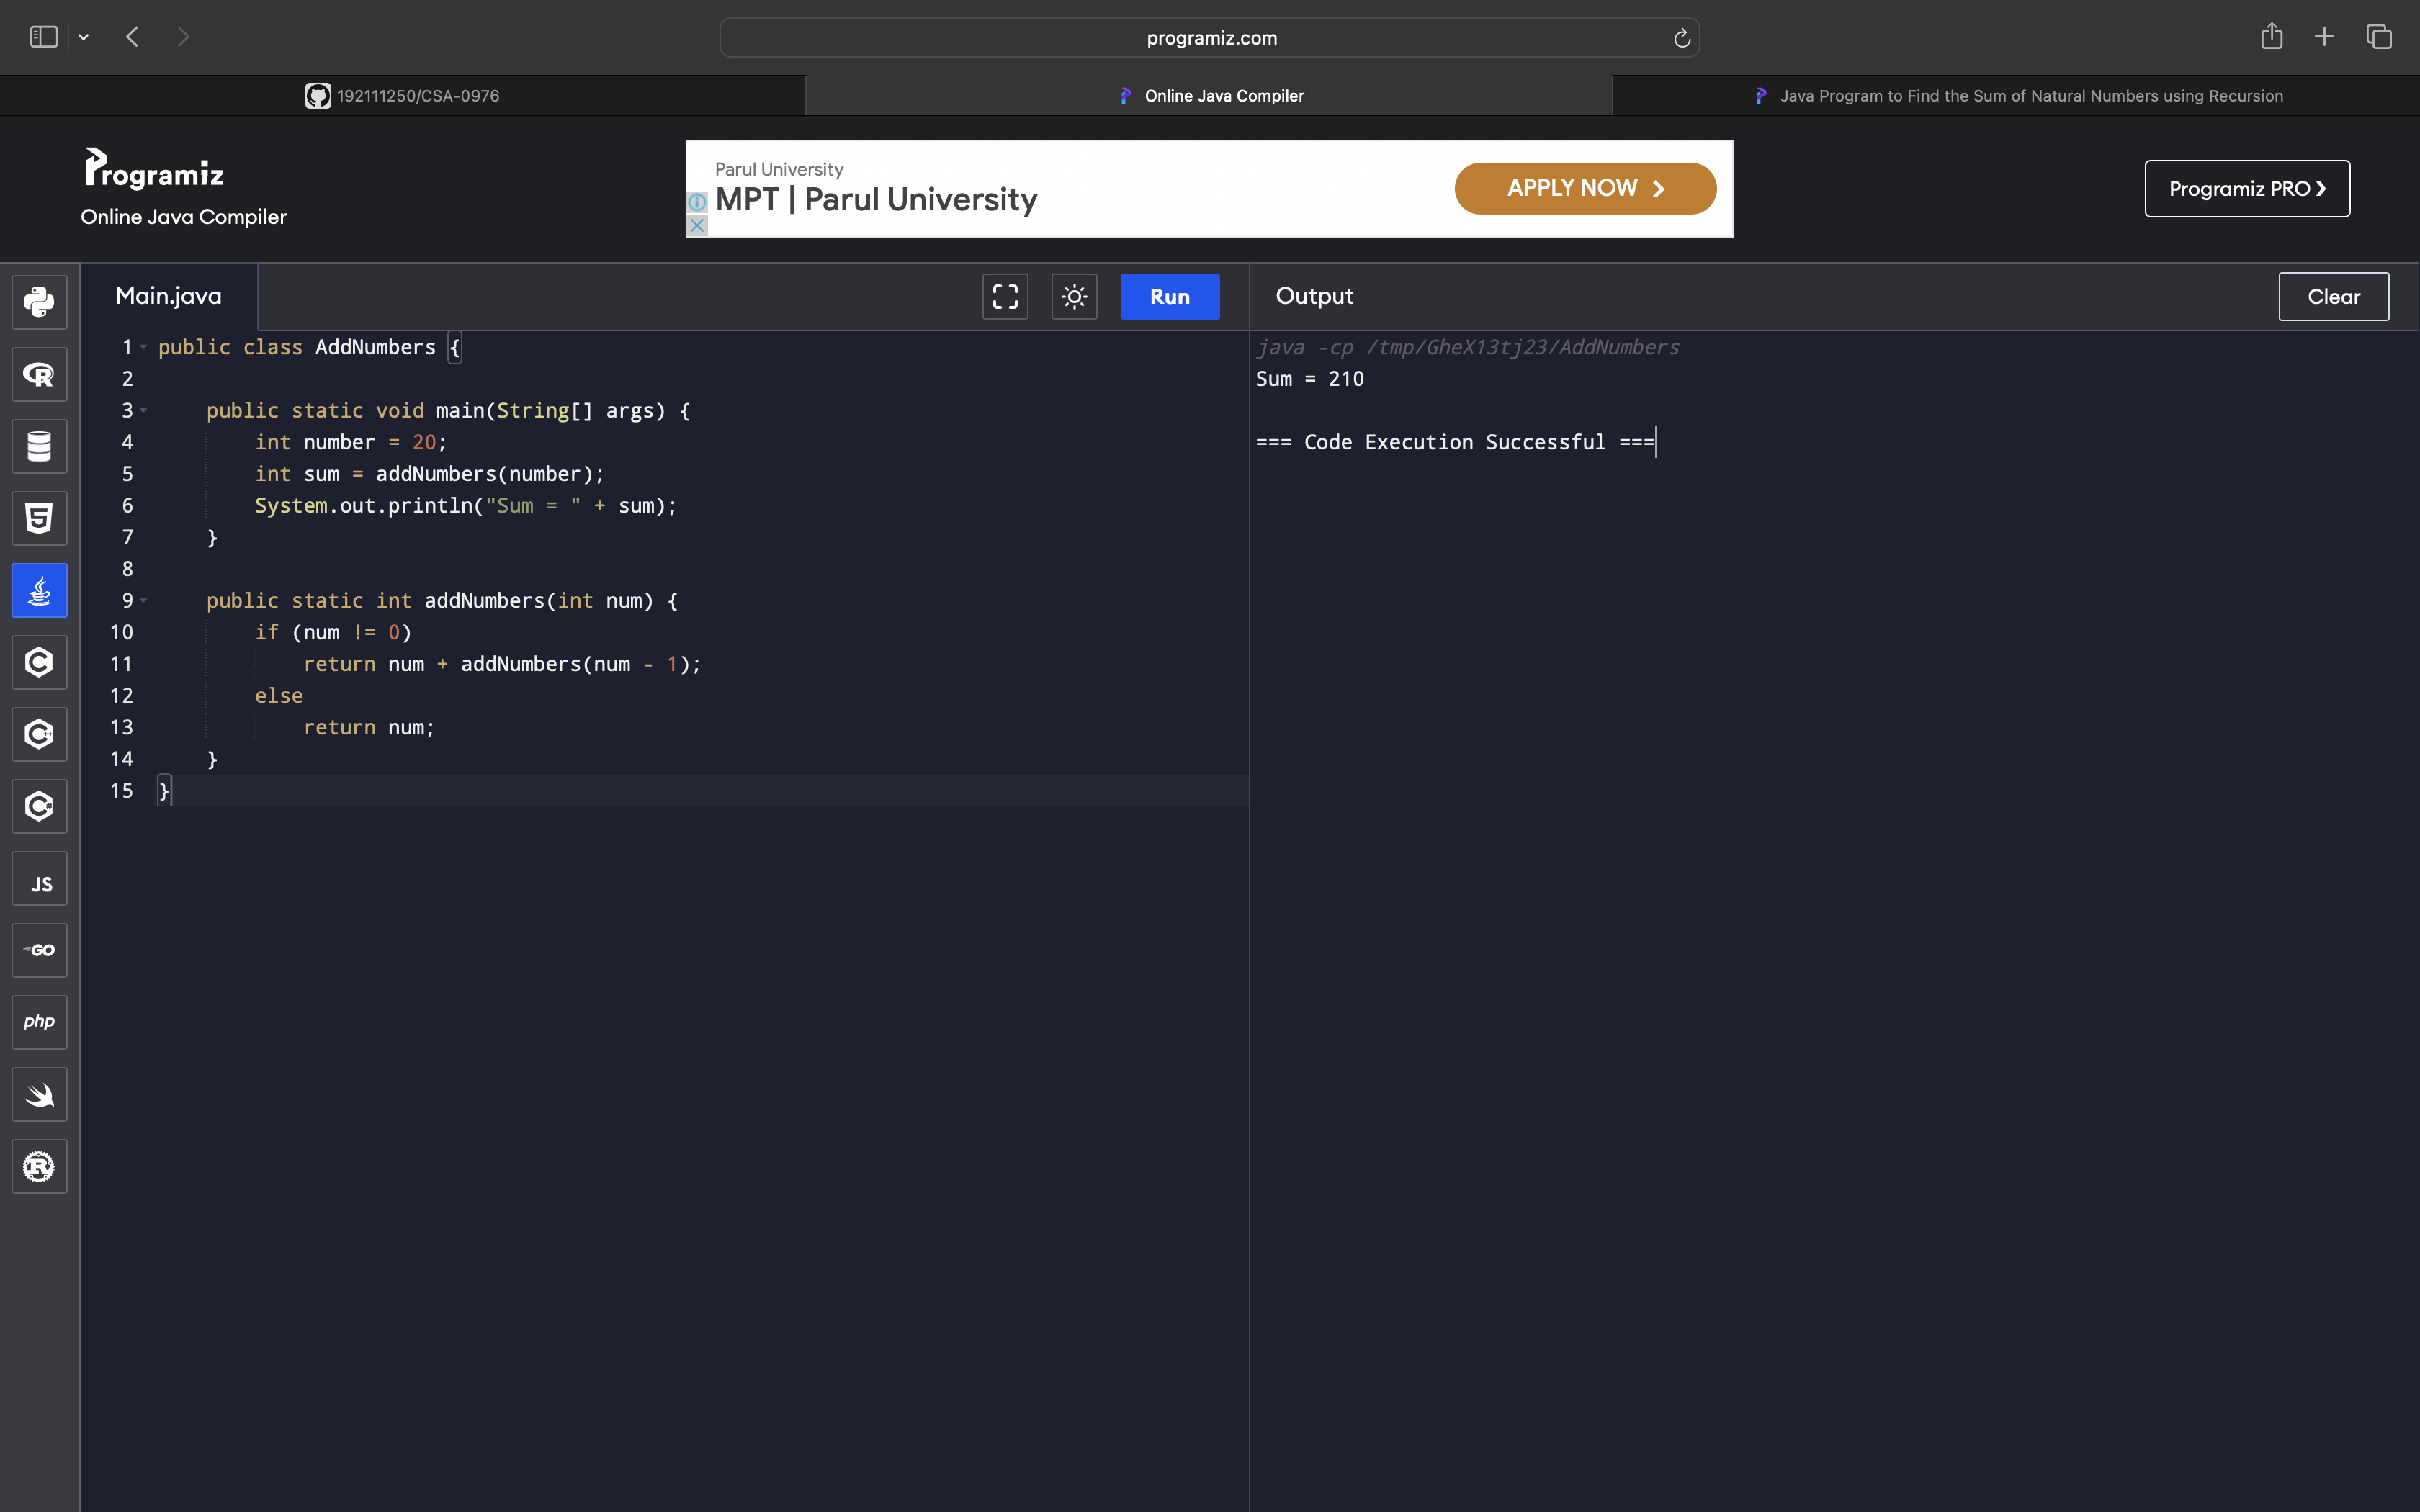 programiz.com
192111250/CSA-0976
Online Java Compiler
Java Program to Find the Sum of Natural Numbers using Recursion
Programiz
Online Java Compiler
Parul University
MPT | Parul University
APPLY NOW
Programiz PRO
Main.java
Run
Output
Clear
1 public class AddNumbers {
2
3     public static void main(String[] args) {
4         int number = 20;
5         int sum = addNumbers(number);
6         System.out.println("Sum = " + sum);
7     }
8
9     public static int addNumbers(int num) {
10         if (num != 0)
11             return num + addNumbers(num - 1);
12         else
13             return num;
14     }
15 }
java -cp /tmp/GheX13tj23/AddNumbers
Sum = 210
=== Code Execution Successful ===
R
5
C
C++
C#
JS
GO
php
R